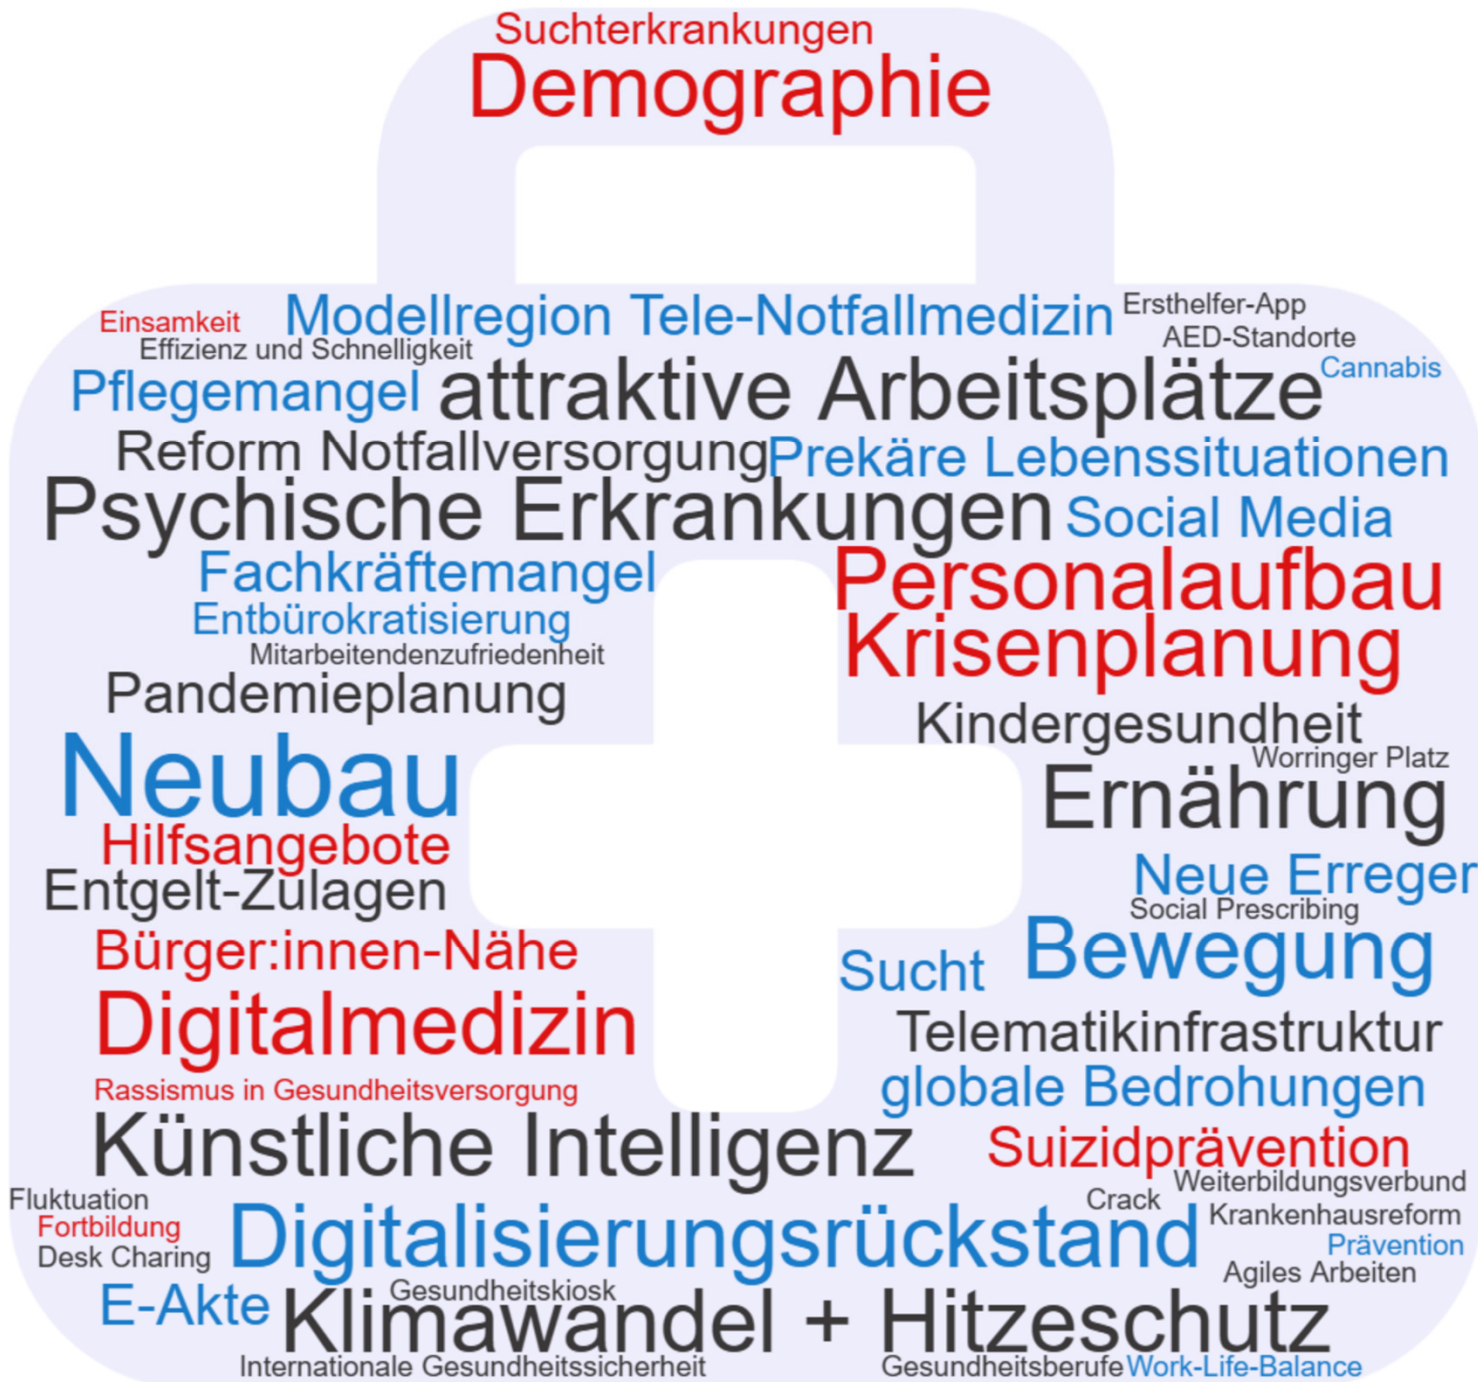 Suchterkrankungen
Demographie
Einsamkeit
Modellregion Tele-Notfallmedizin
Ersthelfer-App
AED-Standorte
Effizienz und Schnelligkeit
Pflegemangel
attraktive Arbeitsplätze
Cannabis
Reform Notfallversorgung
Prekäre Lebenssituationen
Psychische Erkrankungen
Social Media
Fachkräftemangel
Personalaufbau
Entbürokratisierung
Krisenplanung
Mitarbeitendenzufriedenheit
Pandemieplanung
Kindergesundheit
Worringer Platz
Neubau
Ernährung
Hilfsangebote
Entgelt-Zulagen
Neue Erreger
Social Prescribing
Bürger:innen-Nähe
Sucht
Bewegung
Digitalmedizin
Telematikinfrastruktur
Rassismus in Gesundheitsversorgung
globale Bedrohungen
Künstliche Intelligenz
Suizidprävention
Weiterbildungsverbund
Fluktuation
Crack
Krankenhausreform
Fortbildung
Digitalisierungsrückstand
Prävention
Desk Charing
Agiles Arbeiten
E-Akte
Gesundheitskiosk
Klimawandel + Hitzeschutz
Internationale Gesundheitssicherheit
Gesundheitsberufe
Work-Life-Balance